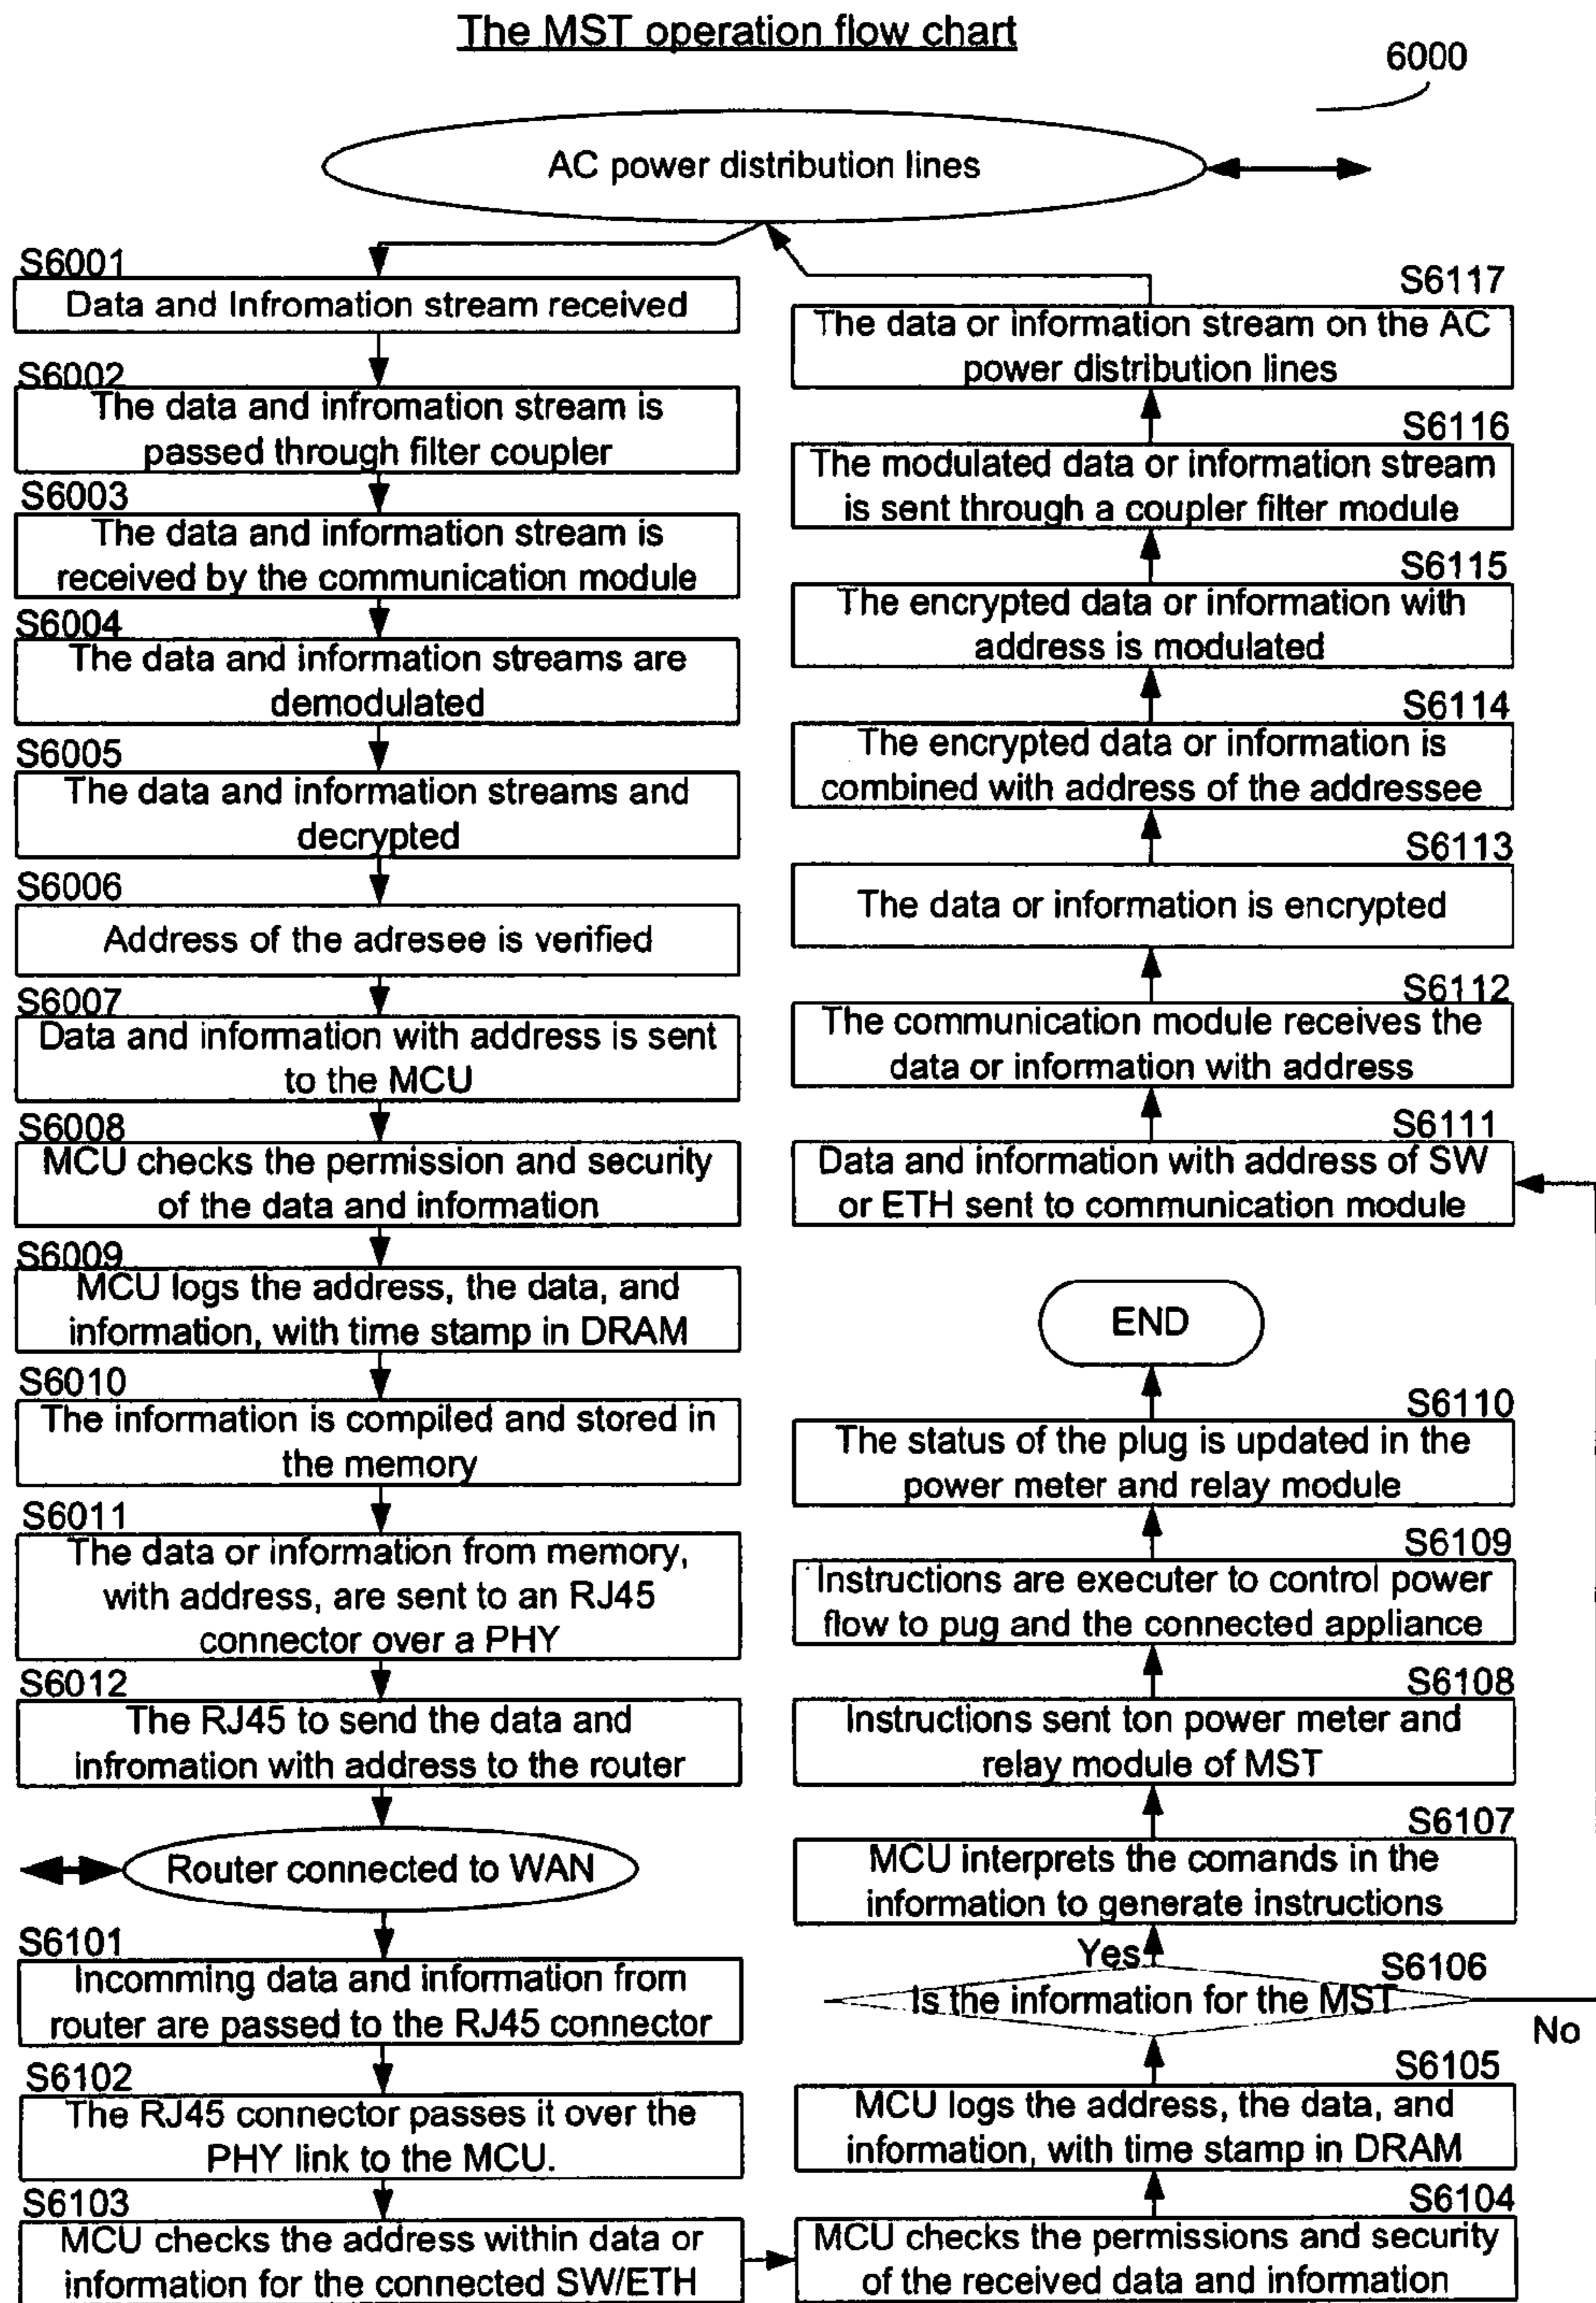 The MST operation flow chart
6000
AC power distribution lines
S6001
Data and Infromation stream received
S6002
The data and infromation stream is
passed through filter coupler
S6003
The data and information stream is
received by the communication module
S6004
The data and information streams are
demodulated
S6005
The data and information streams and
decrypted
S6006
Address of the adresee is verified
S6007
Data and information with address is sent
to the MCU
S6008
MCU checks the permission and security
of the data and information
S6009
MCU logs the address, the data, and
information, with time stamp in DRAM
S6010
The information is compiled and stored in
the memory
S6011
The data or information from memory,
with address, are sent to an RJ45
connector over a PHY
S6012
The RJ45 to send the data and
infromation with address to the router
Router connected to WAN
S6101
Incomming data and information from
router are passed to the RJ45 connector
S6102
The RJ45 connector passes it over the
PHY link to the MCU.
S6103
MCU checks the address within data or
information for the connected SW/ETH
S6104
MCU checks the permissions and security
of the received data and information
S6105
MCU logs the address, the data, and
information, with time stamp in DRAM
S6106
Is the information for the MST
Yes
No
S6107
MCU interprets the comands in the
information to generate instructions
S6108
Instructions sent ton power meter and
relay module of MST
S6109
Instructions are executer to control power
flow to pug and the connected appliance
S6110
The status of the plug is updated in the
power meter and relay module
END
S6111
Data and information with address of SW
or ETH sent to communication module
S6112
The communication module receives the
data or information with address
S6113
The data or information is encrypted
S6114
The encrypted data or information is
combined with address of the addressee
S6115
The encrypted data or information with
address is modulated
S6116
The modulated data or information stream
is sent through a coupler filter module
S6117
The data or information stream on the AC
power distribution lines